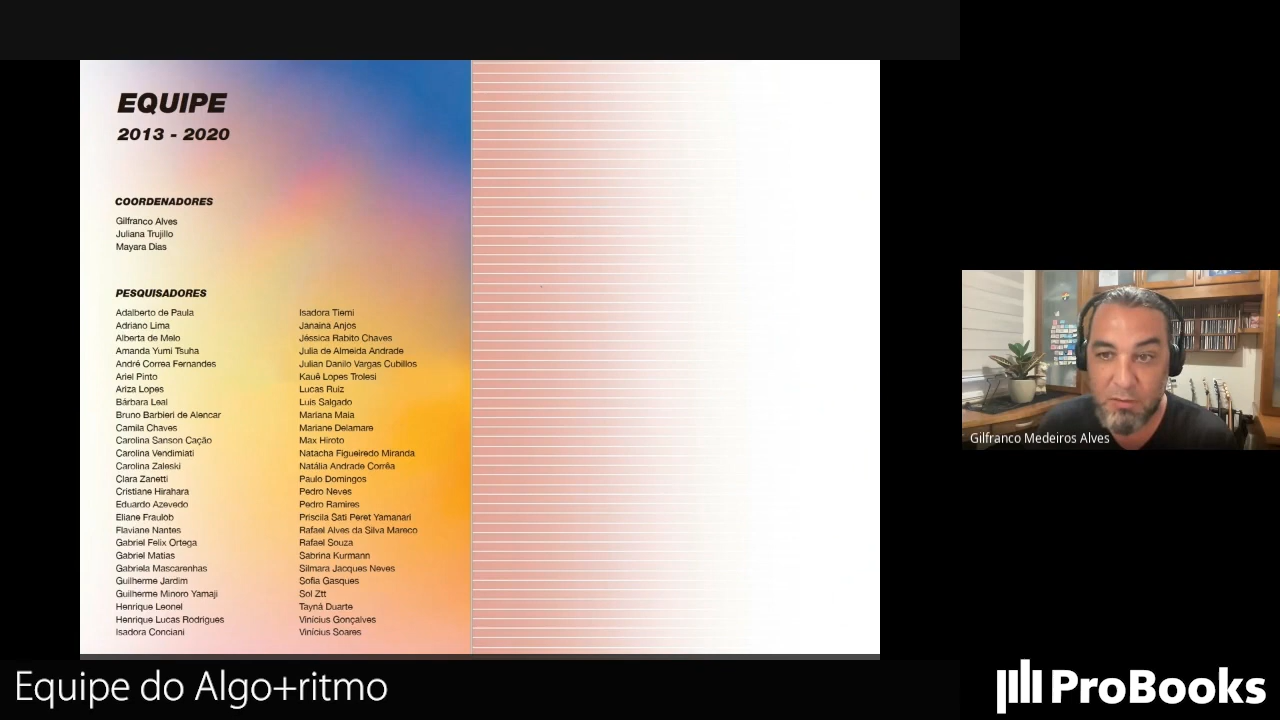 EQUIPE
2013 - 2020
COORDENADORES
Gilfranco Alves
Juliana Trujillo
Mayara Dias
PESQUISADORES
Adalberto de Paula
Adriano Lima
Alberta de Melo
Amanda Yumi Tsuha
André Correa Fernandes
Ariel Pinto
Ariza Lopes
Bárbara Leal
Bruno Barbieri de Alencar
Camila Chaves
Carolina Sanson Cação
Carolina Vendimiati
Carolina Zaleski
Clara Zanetti
Cristiane Hirahara
Eduardo Azevedo
Eliane Fraulob
Flaviane Nantes
Gabriel Felix Ortega
Gabriel Matias
Gabriela Mascarenhas
Guilherme Jardim
Guilherme Minoro Yamaji
Henrique Leonel
Henrique Lucas Rodrigues
Isadora Conciani
Isadora Tiemi
Janaina Anjos
Jéssica Rabito Chaves
Julia de Almeida Andrade
Julian Danilo Vargas Cubillos
Kauê Lopes Trolesi
Lucas Ruiz
Luis Salgado
Mariana Maia
Mariane Delamare
Max Hiroto
Natacha Figueiredo Miranda
Natália Andrade Corrêa
Paulo Domingos
Pedro Neves
Pedro Ramires
Priscila Sati Peret Yamanari
Rafael Alves da Silva Mareco
Rafael Souza
Sabrina Kurmann
Silmara Jacques Neves
Sofia Gasques
Sol Ztt
Tayná Duarte
Vinícius Gonçalves
Vinícius Soares
Gilfranco Medeiros Alves
Equipe do Algo+ritmo
ProBooks